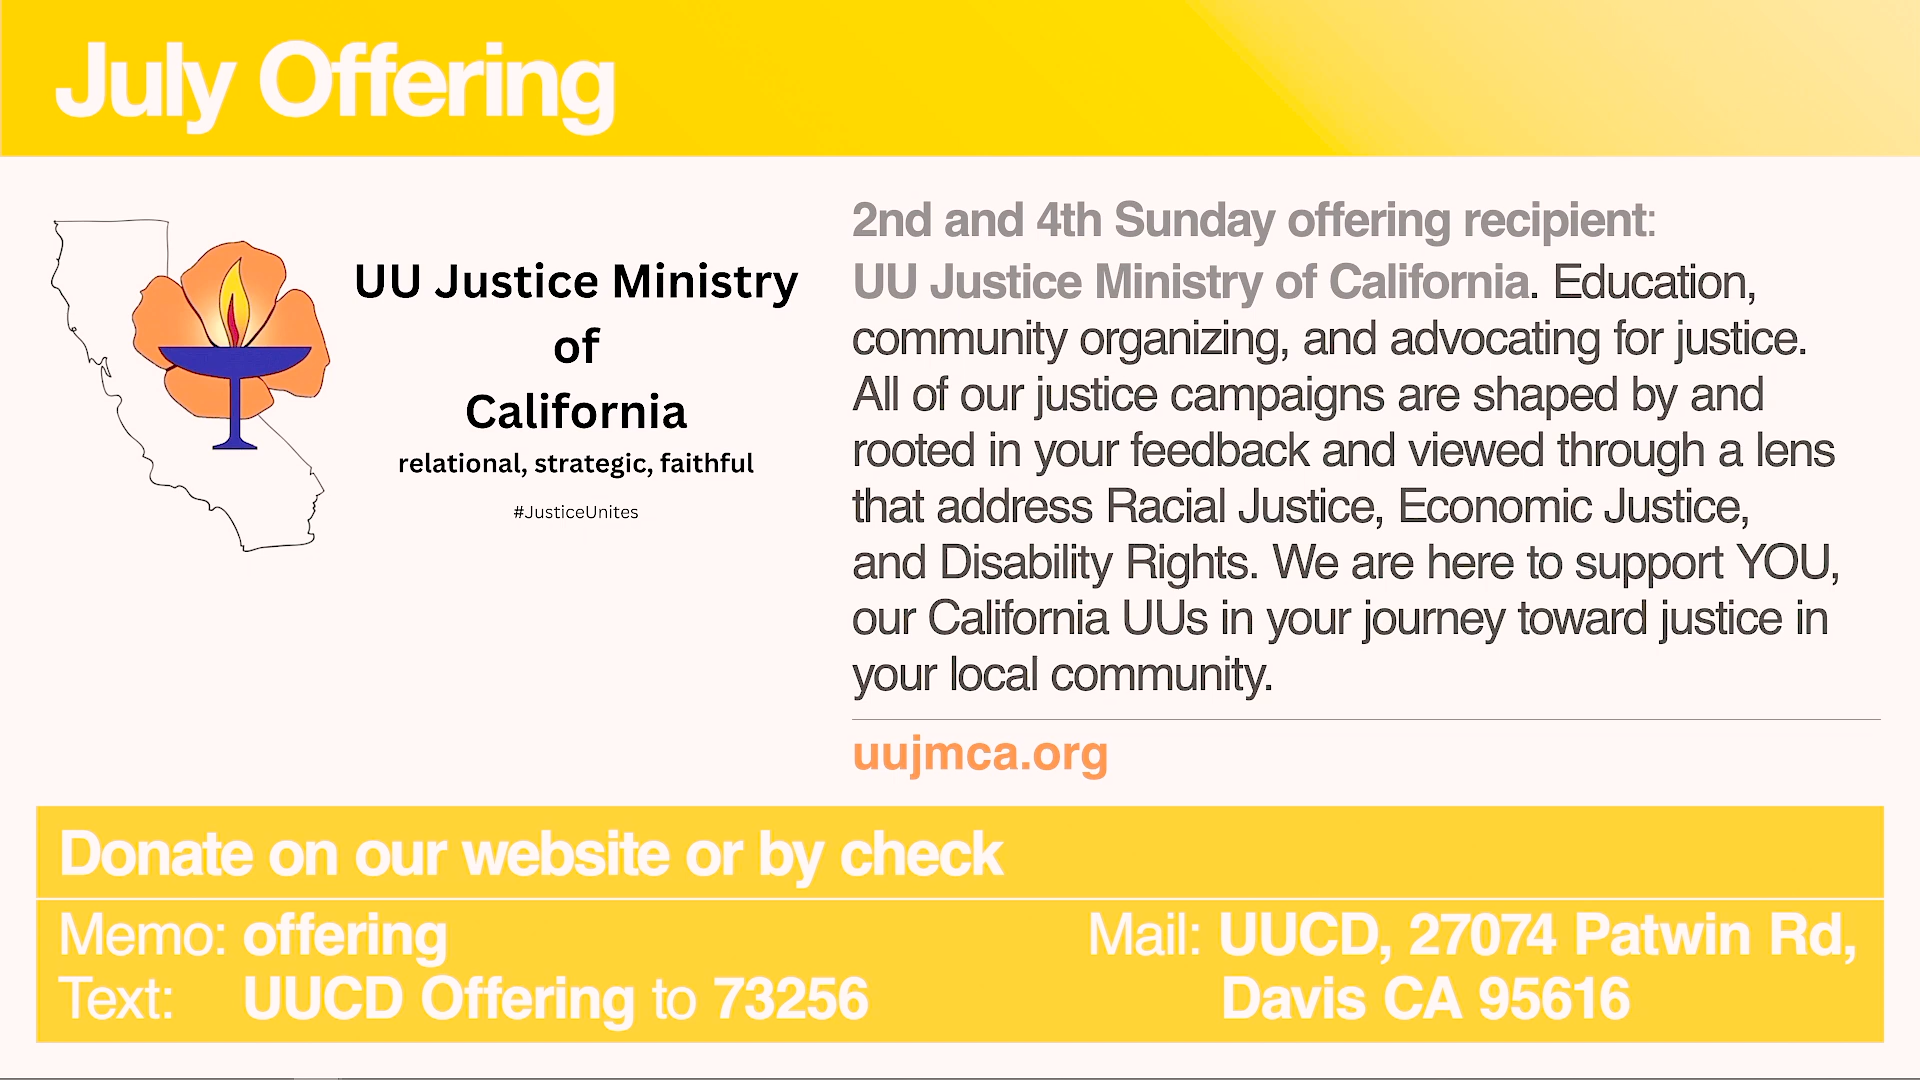 July Offering
UU Justice Ministry
of
California
relational, strategic, faithful
#JusticeUnites
2nd and 4th Sunday offering recipient:
UU Justice Ministry of California. Education,
community organizing, and advocating for justice.
All of our justice campaigns are shaped by and
rooted in your feedback and viewed through a lens
that address Racial Justice, Economic Justice,
and Disability Rights. We are here to support YOU,
our California UUs in your journey toward justice in
your local community.
uujmca.org
Donate on our website or by check
Memo: offering
Text: UUCD Offering to 73256
Mail: UUCD, 27074 Patwin Rd,
Davis CA 95616